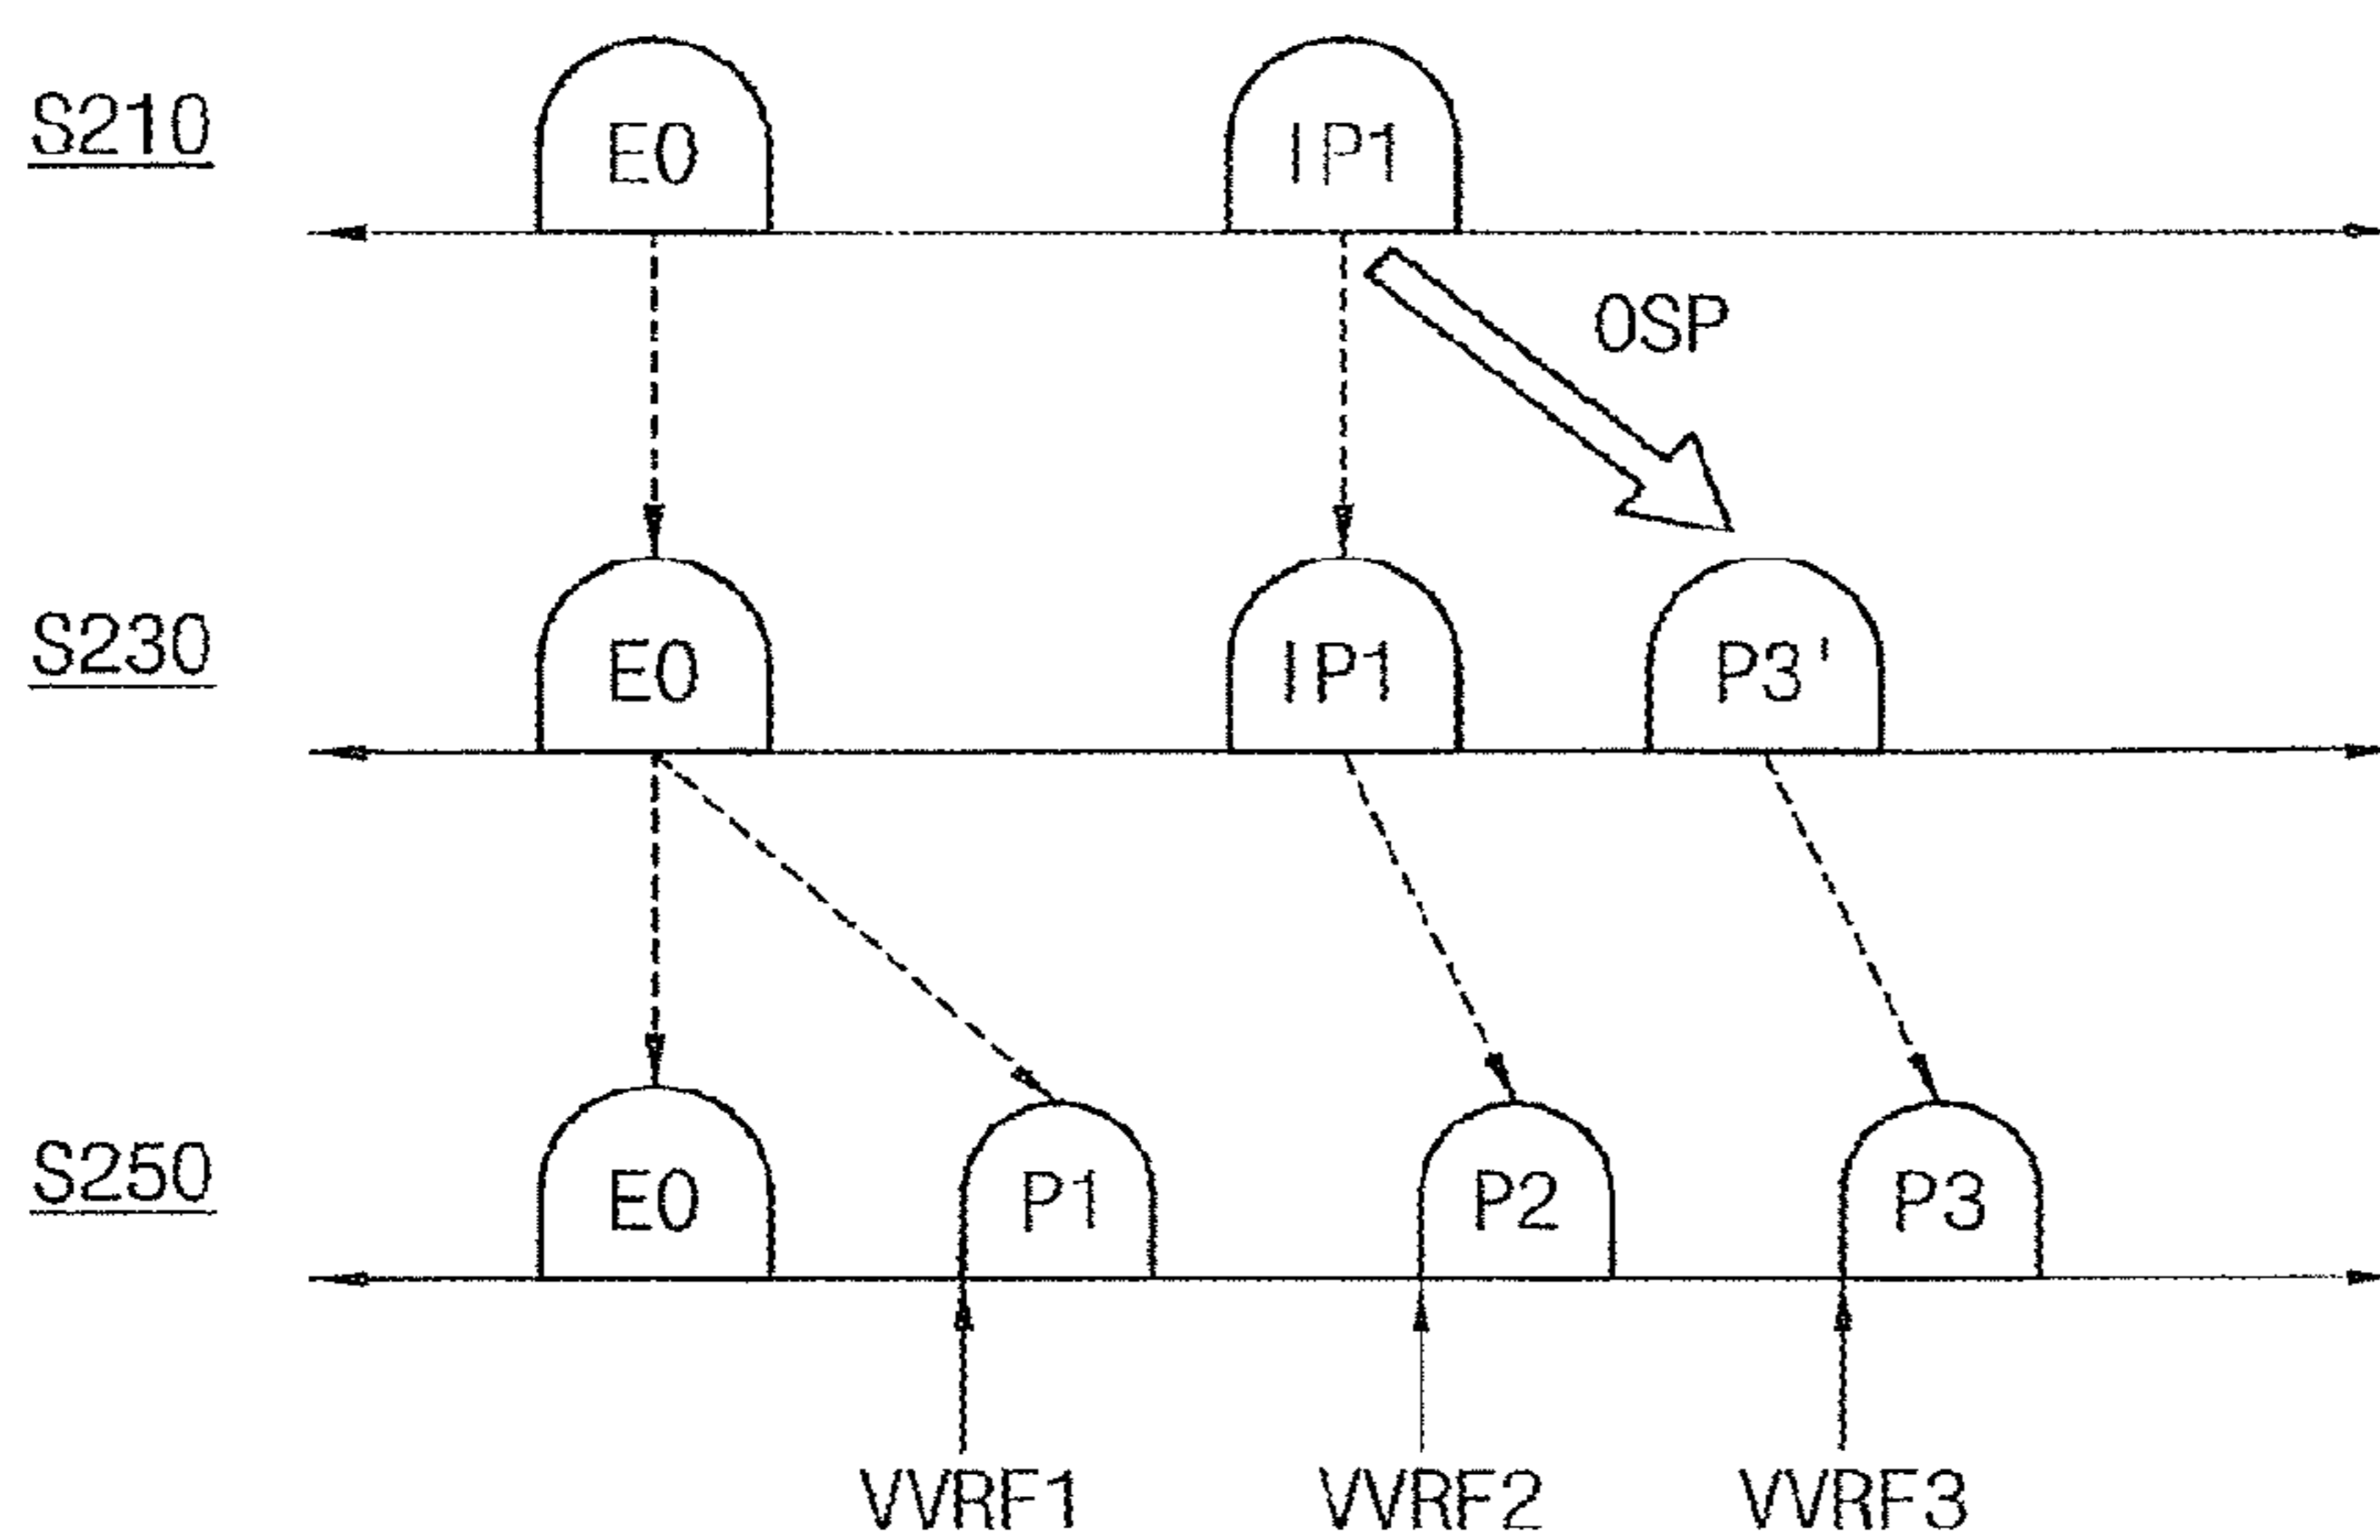 S210 E0 IP1
OSP
S230 E0 IP1 P3'
S250 E0 P1 P2 P3
VVRF1 VVRF2 VVRF3